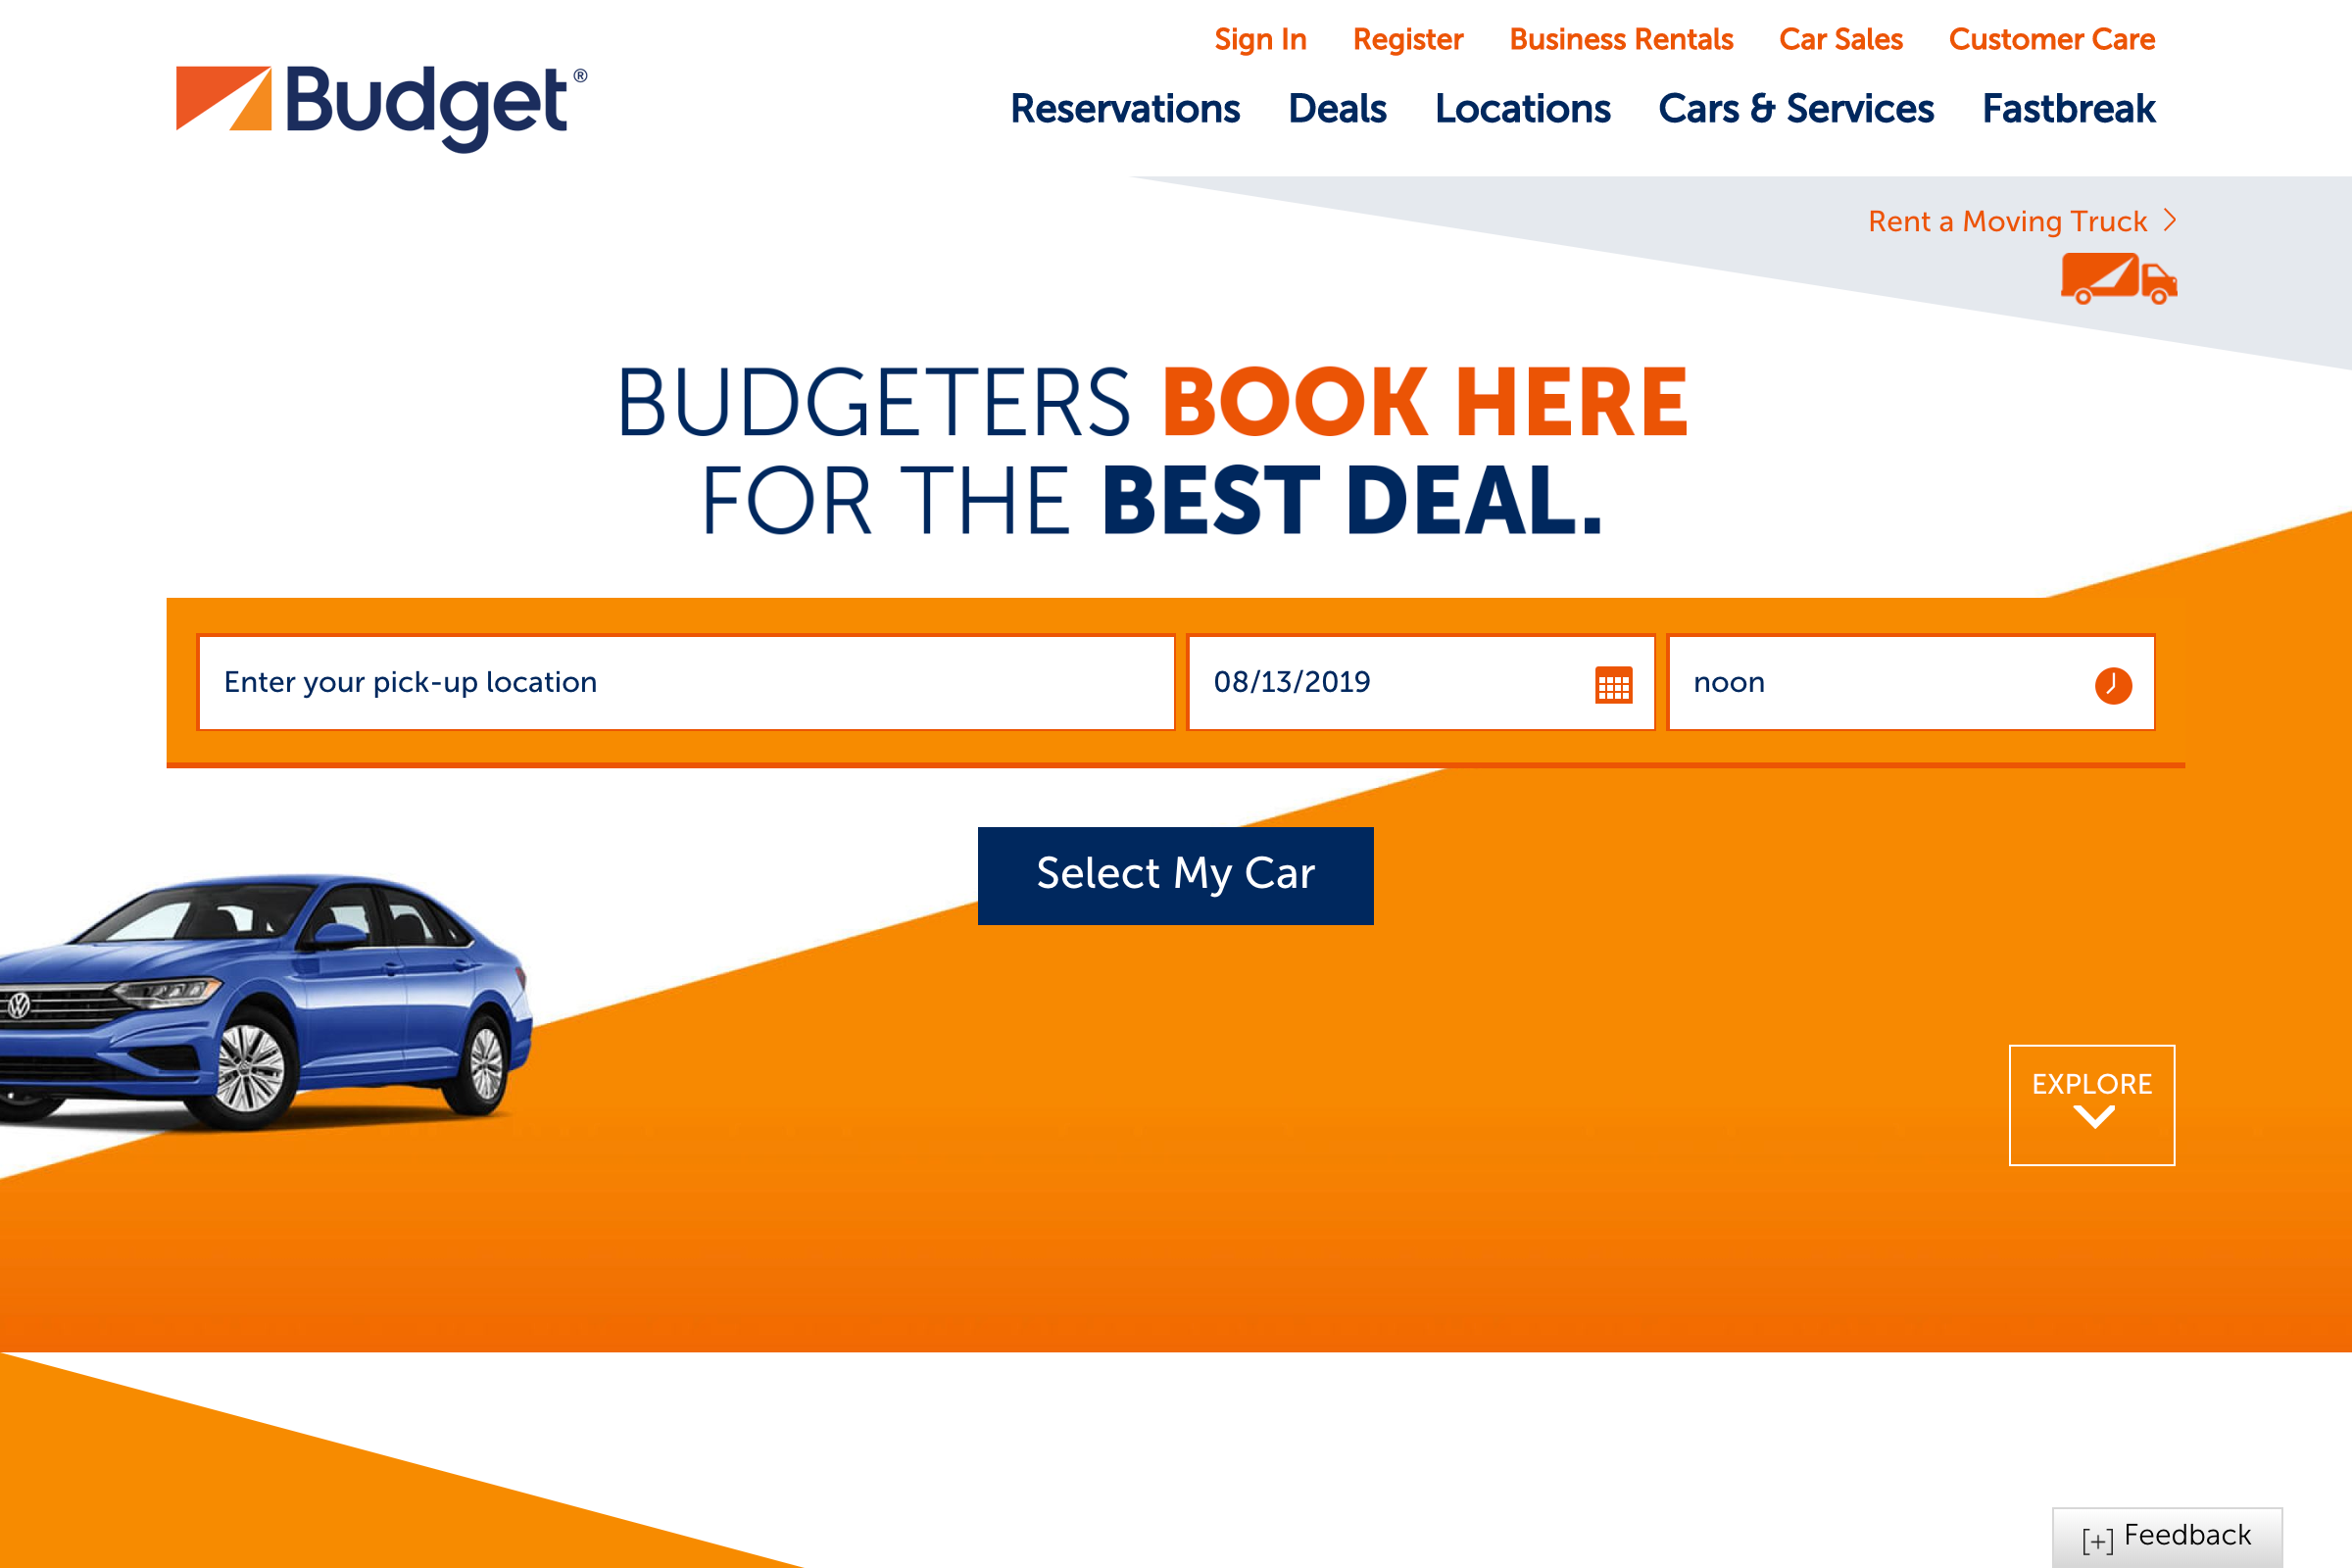 Sign In Register Business Rentals Car Sales Customer Care
Budget®
Reservations Deals Locations Cars & Services Fastbreak
Rent a Moving Truck
BUDGETERS BOOK HERE
FOR THE BEST DEAL.
Enter your pick-up location 08/13/2019 noon
Select My Car
EXPLORE
[+] Feedback